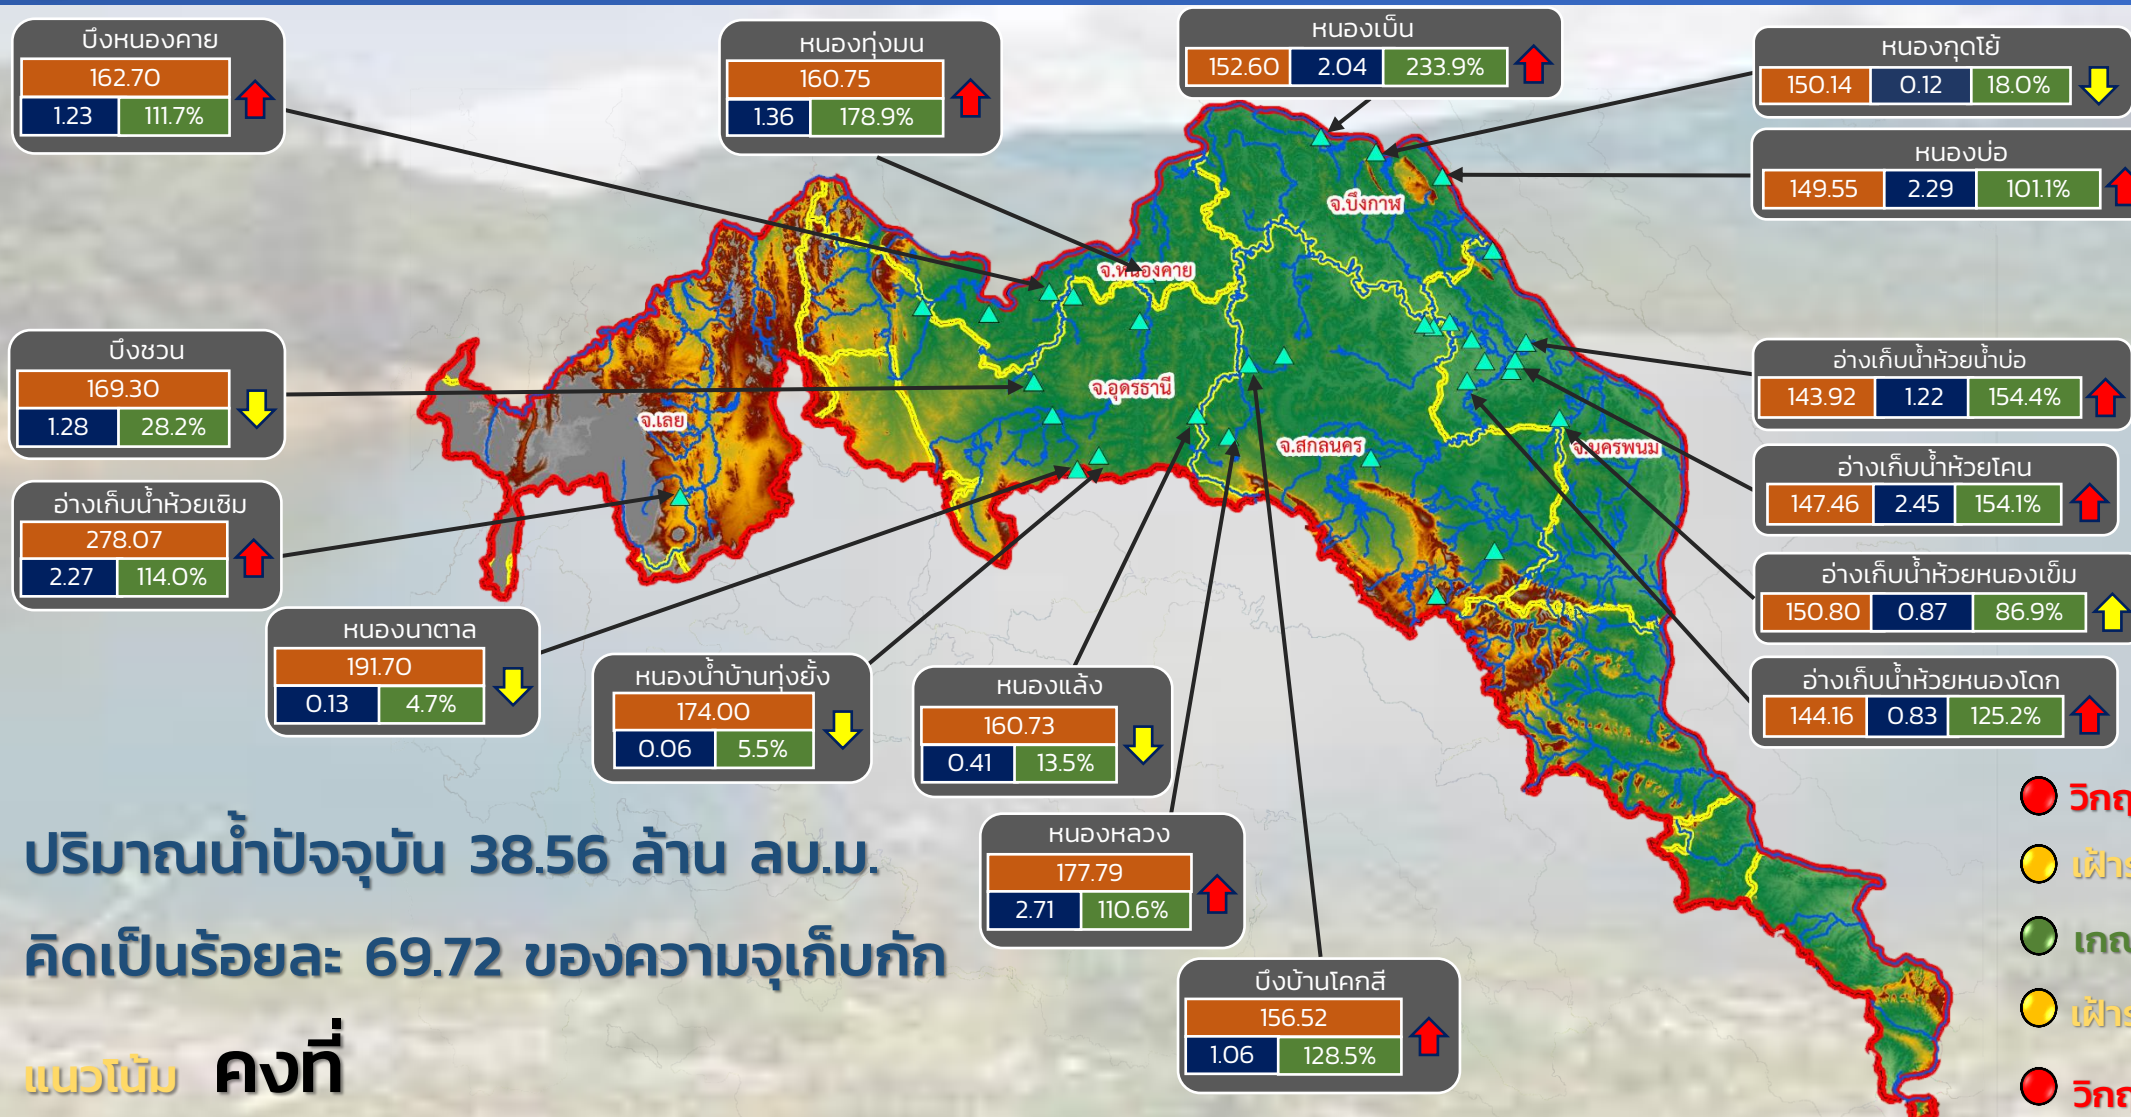 บึงหนองคาย
162.70
1.23 111.7%
หนองทุ่งมน
160.75
1.36 178.9%
หนองเบ็น
152.60 2.04 233.9%
หนองกุดโย้
150.14 0.12 18.0%
หนองบ่อ
149.55 2.29 101.1%
จ.บึงกาฬ
จ.หนองคาย
บึงชวน
169.30
1.28 28.2%
จ.เลย
จ.อุดรธานี
จ.สกลนคร
จ.นครพนม
อ่างเก็บน้ำห้วยน้ำบ่อ
143.92 1.22 154.4%
อ่างเก็บน้ำห้วยโคน
147.46 2.45 154.1%
อ่างเก็บน้ำห้วยเซิม
278.07
2.27 114.0%
อ่างเก็บน้ำห้วยหนองเข็ม
150.80 0.87 86.9%
หนองนาตาล
191.70
0.13 4.7%
หนองน้ำบ้านทุ่งยั้ง
174.00
0.06 5.5%
หนองแล้ง
160.73
0.41 13.5%
อ่างเก็บน้ำห้วยหนองโดก
144.16 0.83 125.2%
หนองหลวง
177.79
2.71 110.6%
บึงบ้านโคกสี
156.52
1.06 128.5%
ปริมาณน้ำปัจจุบัน 38.56 ล้าน ลบ.ม.
คิดเป็นร้อยละ 69.72 ของความจุเก็บกัก
แนวโน้ม คงที่